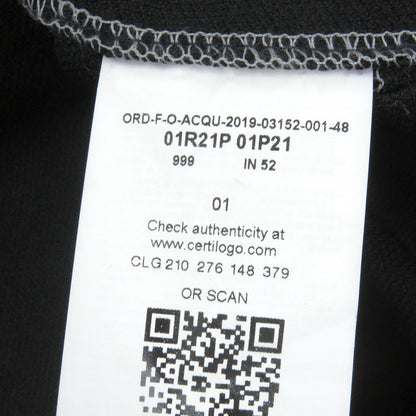 ORD-F-O-ACQU-2019-03152-001-48
01R21P 01P21
999 IN 52
01
Check authenticity at
www.certilogo.com
CLG 210 276 148 379
OR SCAN